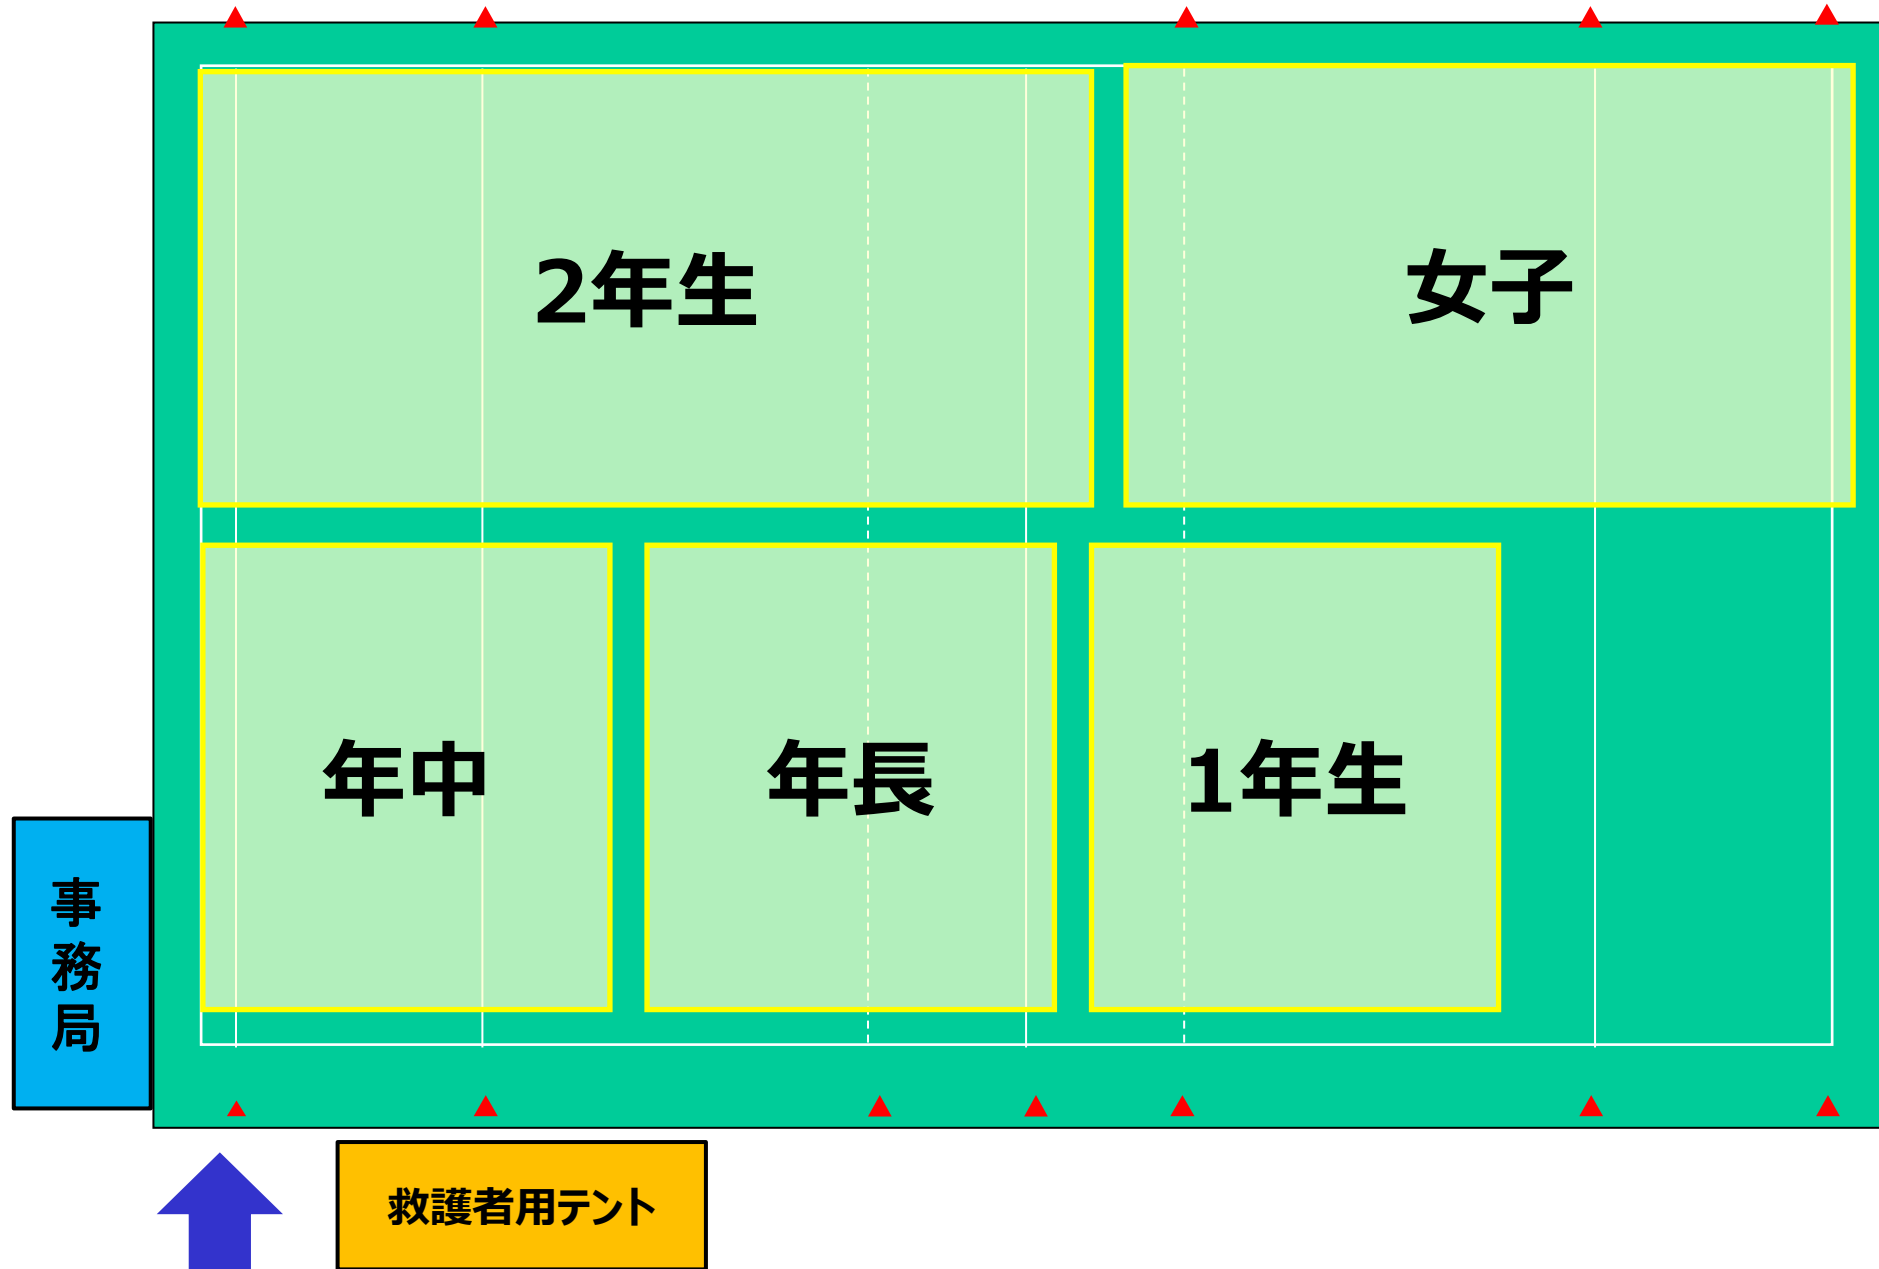 2年生
女子
年中
年長
1年生
事務局
救護者用テント